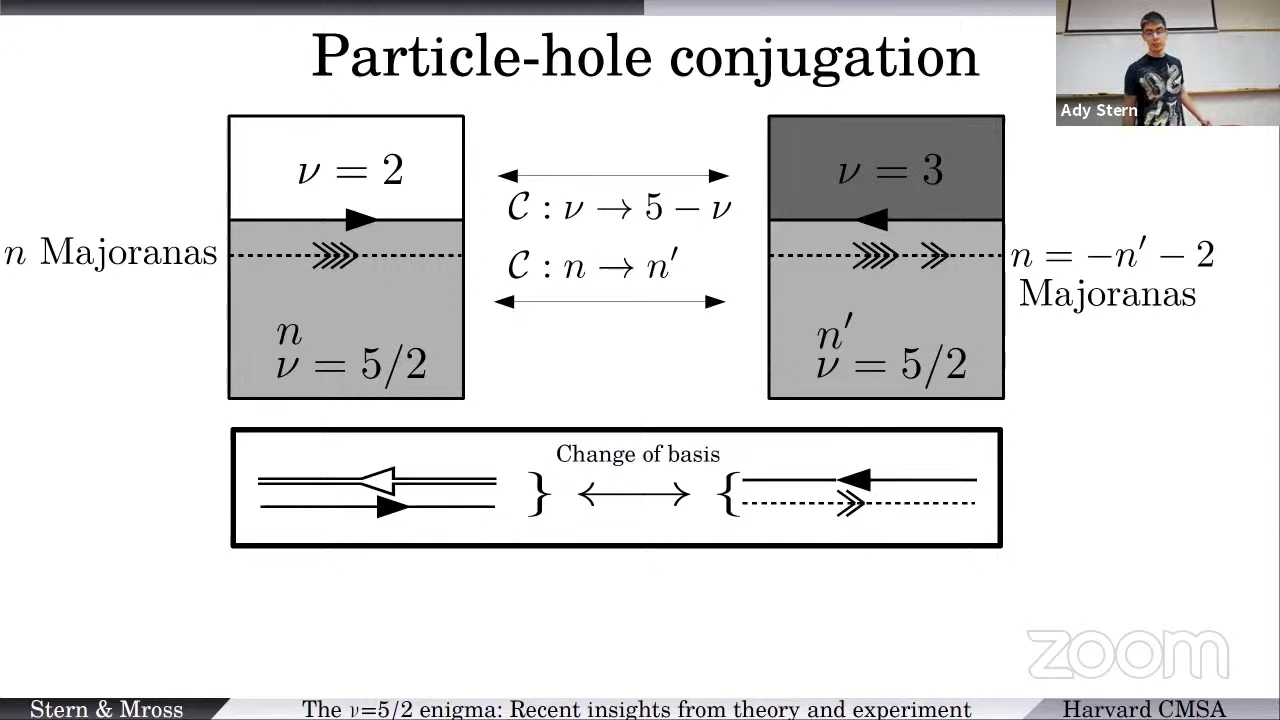 Particle-hole conjugation
Ady Stern
ν = 2
n Majoranas
n
ν = 5/2
𝒞 : ν → 5 − ν
𝒞 : n → n′
ν = 3
n = −n′ − 2
Majoranas
n′
ν = 5/2
Change of basis
} ⟷ {
zoom
Stern & Mross
The ν=5/2 enigma: Recent insights from theory and experiment
Harvard CMSA